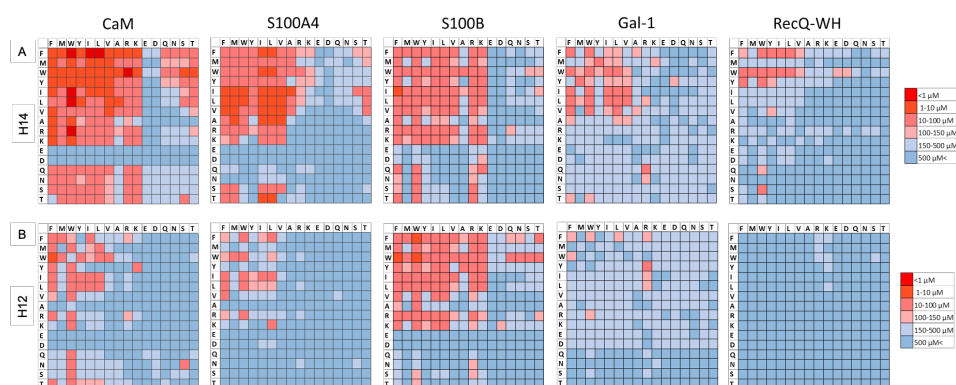 CaM S100A4 S100B Gal-1 RecQ-WH
A
H14
F M W Y I L V A R K E D Q N S T
F M W Y I L V A R K E D Q N S T
F M W Y I L V A R K E D Q N S T
F M W Y I L V A R K E D Q N S T
F M W Y I L V A R K E D Q N S T
F F F F F
M M M M M
W W W W W
Y Y Y Y Y
I I I I I
L L L L L
V V V V V
A A A A A
R R R R R
K K K K K
E E E E E
D D D D D
Q Q Q Q Q
N N N N N
S S S S S
T T T T T
<1 µM
1-10 µM
10-100 µM
100-150 µM
150-500 µM
500 µM<
B
H12
F M W Y I L V A R K E D Q N S T
F M W Y I L V A R K E D Q N S T
F M W Y I L V A R K E D Q N S T
F M W Y I L V A R K E D Q N S T
F M W Y I L V A R K E D Q N S T
F F F F F
M M M M M
W W W W W
Y Y Y Y Y
I I I I I
L L L L L
V V V V V
A A A A A
R R R R R
K K K K K
E E E E E
D D D D D
Q Q Q Q Q
N N N N N
S S S S S
T T T T T
<1 µM
1-10 µM
10-100 µM
100-150 µM
150-500 µM
500 µM<